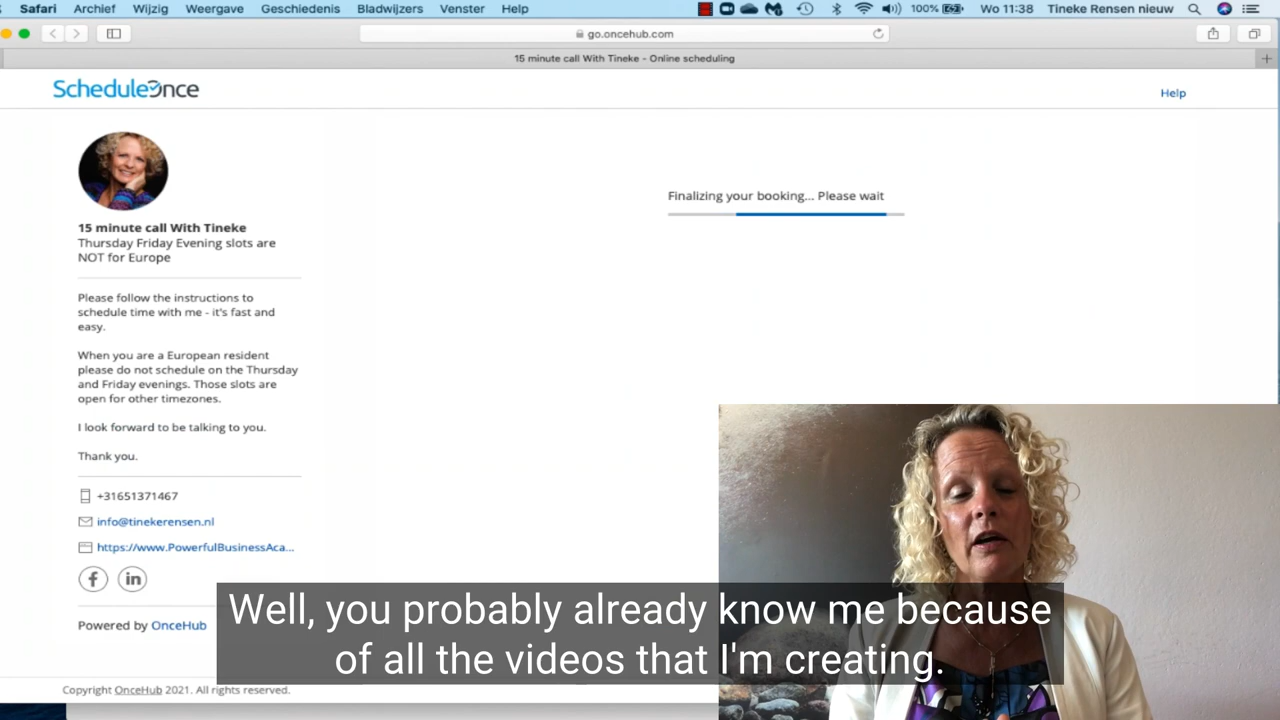 Safari Archief Wijzig Weergave Geschiedenis Bladwijzers Venster Help 100% Wo 11:38 Tineke Rensen nieuw
go.oncehub.com
15 minute call With Tineke - Online scheduling
ScheduleOnce
Help
Finalizing your booking... Please wait
15 minute call With Tineke
Thursday Friday Evening slots are
NOT for Europe
Please follow the instructions to
schedule time with me - it's fast and
easy.
When you are a European resident
please do not schedule on the Thursday
and Friday evenings. Those slots are
open for other timezones.
I look forward to be talking to you.
Thank you.
+31651371467
info@tinekerensen.nl
https://www.PowerfulBusinessAca...
f in
Well, you probably already know me because
of all the videos that I'm creating.
Powered by OnceHub
Copyright OnceHub 2021. All rights reserved.